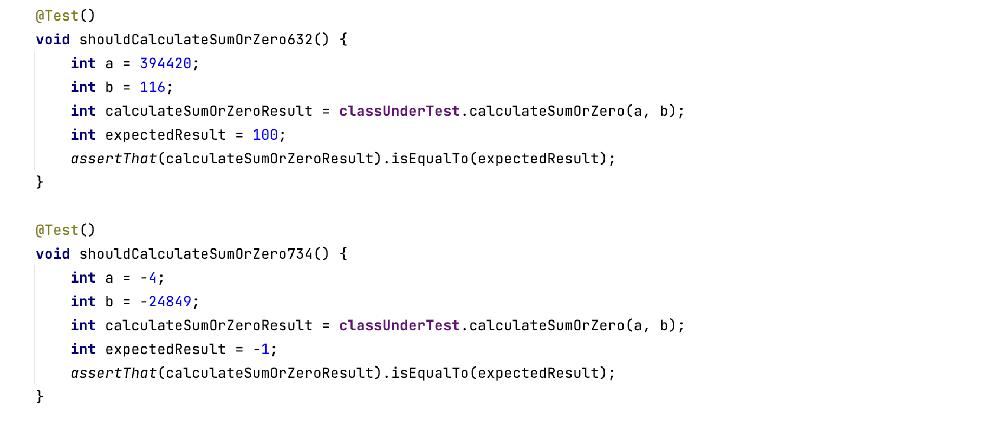 @Test()
void shouldCalculateSumOrZero632() {
    int a = 394420;
    int b = 116;
    int calculateSumOrZeroResult = classUnderTest.calculateSumOrZero(a, b);
    int expectedResult = 100;
    assertThat(calculateSumOrZeroResult).isEqualTo(expectedResult);
}

@Test()
void shouldCalculateSumOrZero734() {
    int a = -4;
    int b = -24849;
    int calculateSumOrZeroResult = classUnderTest.calculateSumOrZero(a, b);
    int expectedResult = -1;
    assertThat(calculateSumOrZeroResult).isEqualTo(expectedResult);
}